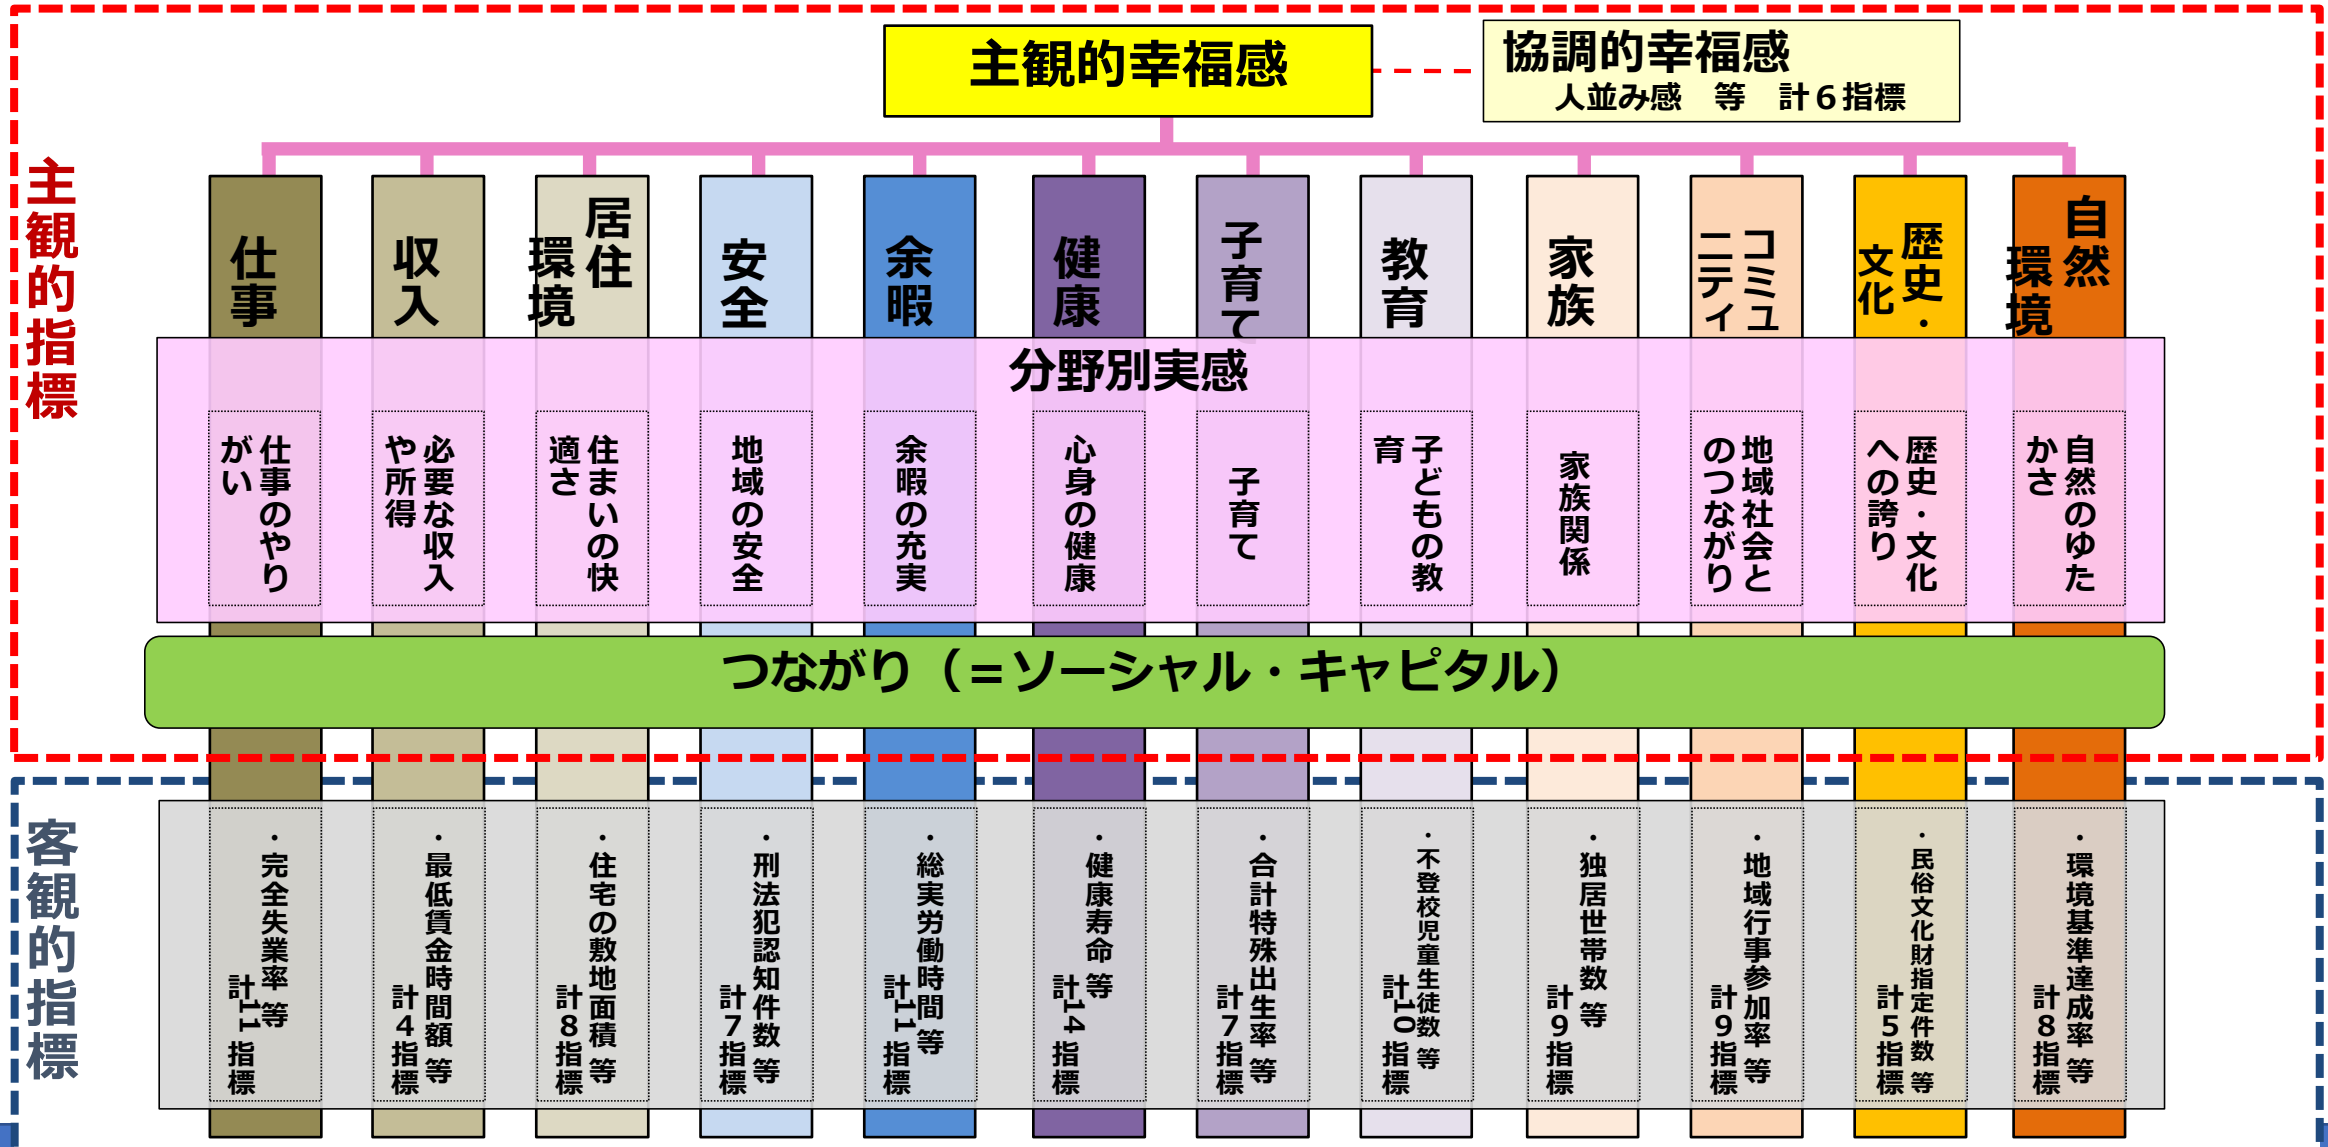 主観的幸福感
協調的幸福感
人並み感　等　計６指標
主観的指標
仕事
収入
居住
環境
安全
余暇
健康
子育て
教育
家族
コミュ
ニティ
歴史・
文化
自然
環境
分野別実感
仕事のやり
がい
必要な収入
や所得
住まいの快
適さ
地域の安全
余暇の充実
心身の健康
子育て
子どもの教
育
家族関係
地域社会と
のつながり
歴史・文化
への誇り
自然のゆた
かさ
つながり（＝ソーシャル・キャピタル）
客観的指標
・完全失業率 等
計11指標
・最低賃金時間額 等
計４指標
・住宅の敷地面積 等
計８指標
・刑法犯認知件数 等
計７指標
・総実労働時間 等
計11指標
・健康寿命 等
計14指標
・合計特殊出生率 等
計７指標
・不登校児童生徒数 等
計10指標
・独居世帯数 等
計９指標
・地域行事参加率 等
計９指標
・民俗文化財指定件数 等
計５指標
・環境基準達成率 等
計８指標